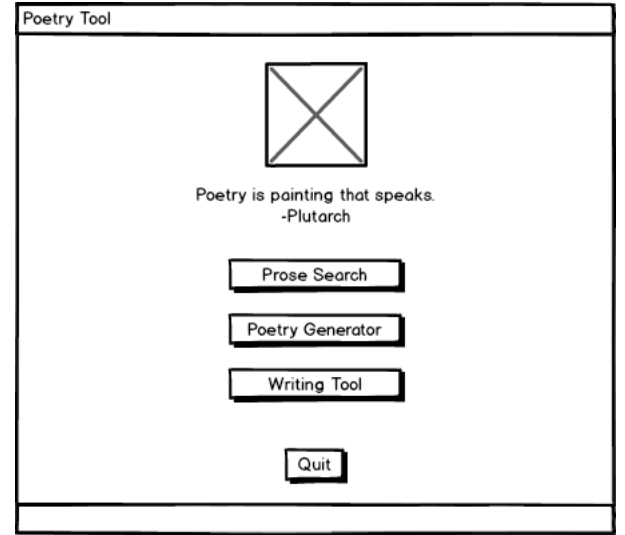 Poetry Tool
Poetry is painting that speaks.
-Plutarch
Prose Search
Poetry Generator
Writing Tool
Quit